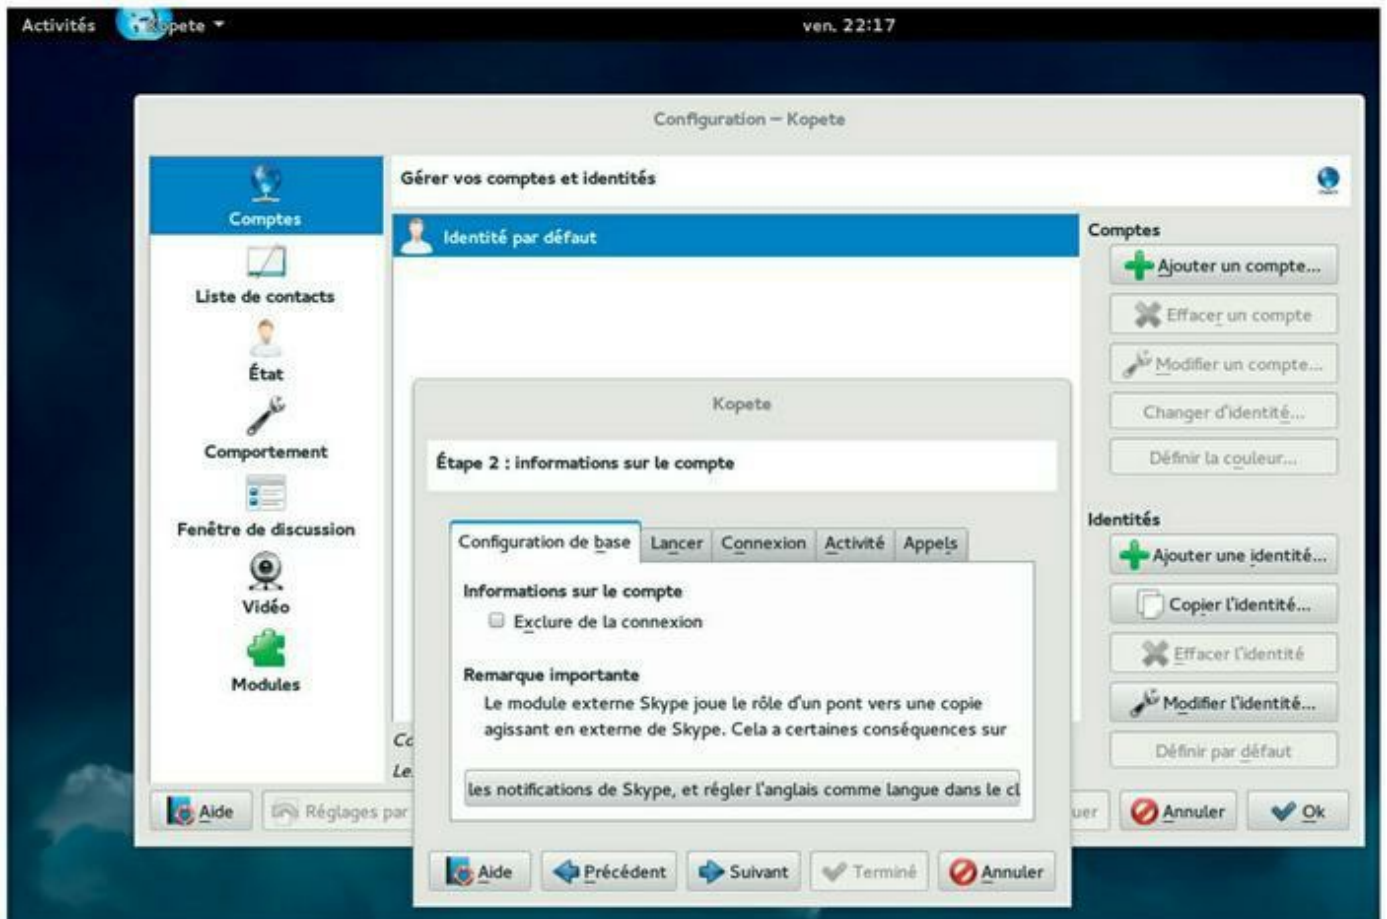 Activités
Kopete
ven. 22:17
Configuration – Kopete
Comptes
Liste de contacts
État
Comportement
Fenêtre de discussion
Vidéo
Modules
Gérer vos comptes et identités
Identité par défaut
Comptes
Ajouter un compte...
Effacer un compte
Modifier un compte...
Changer d'identité...
Définir la couleur...
Identités
Ajouter une identité...
Copier l'identité...
Effacer l'identité
Modifier l'identité...
Définir par défaut
Kopete
Étape 2 : informations sur le compte
Configuration de base
Lancer
Connexion
Activité
Appels
Informations sur le compte
Exclure de la connexion
Remarque importante
Le module externe Skype joue le rôle d'un pont vers une copie
agissant en externe de Skype. Cela a certaines conséquences sur
les notifications de Skype, et régler l'anglais comme langue dans le cl
Aide
Précédent
Suivant
Terminé
Annuler
Co
Le
Aide
Réglages par
uer
Annuler
Ok